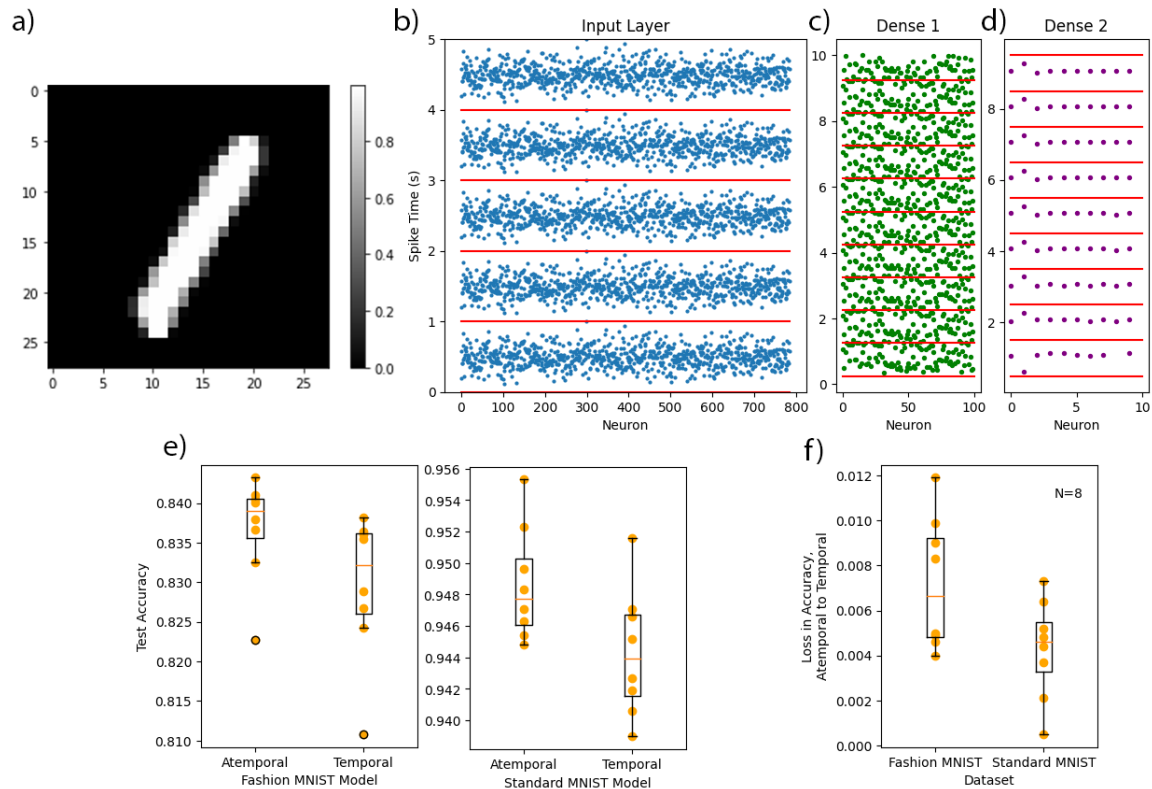 a)
0
5
10
15
20
25
0
5
10
15
20
25
0.8
0.6
0.4
0.2
0.0
b)
Input Layer
Spike Time (s)
5
4
3
2
1
0
0
100
200
300
400
500
600
700
800
Neuron
c)
Dense 1
10
8
6
4
2
0
0
50
100
Neuron
d)
Dense 2
8
6
4
2
0
5
10
Neuron
e)
Test Accuracy
0.840
0.835
0.830
0.825
0.820
0.815
0.810
Atemporal
Temporal
Fashion MNIST Model
0.956
0.954
0.952
0.950
0.948
0.946
0.944
0.942
0.940
Atemporal
Temporal
Standard MNIST Model
f)
Loss in Accuracy,
Atemporal to Temporal
0.012
0.010
0.008
0.006
0.004
0.002
0.000
N=8
Fashion MNIST
Standard MNIST
Dataset